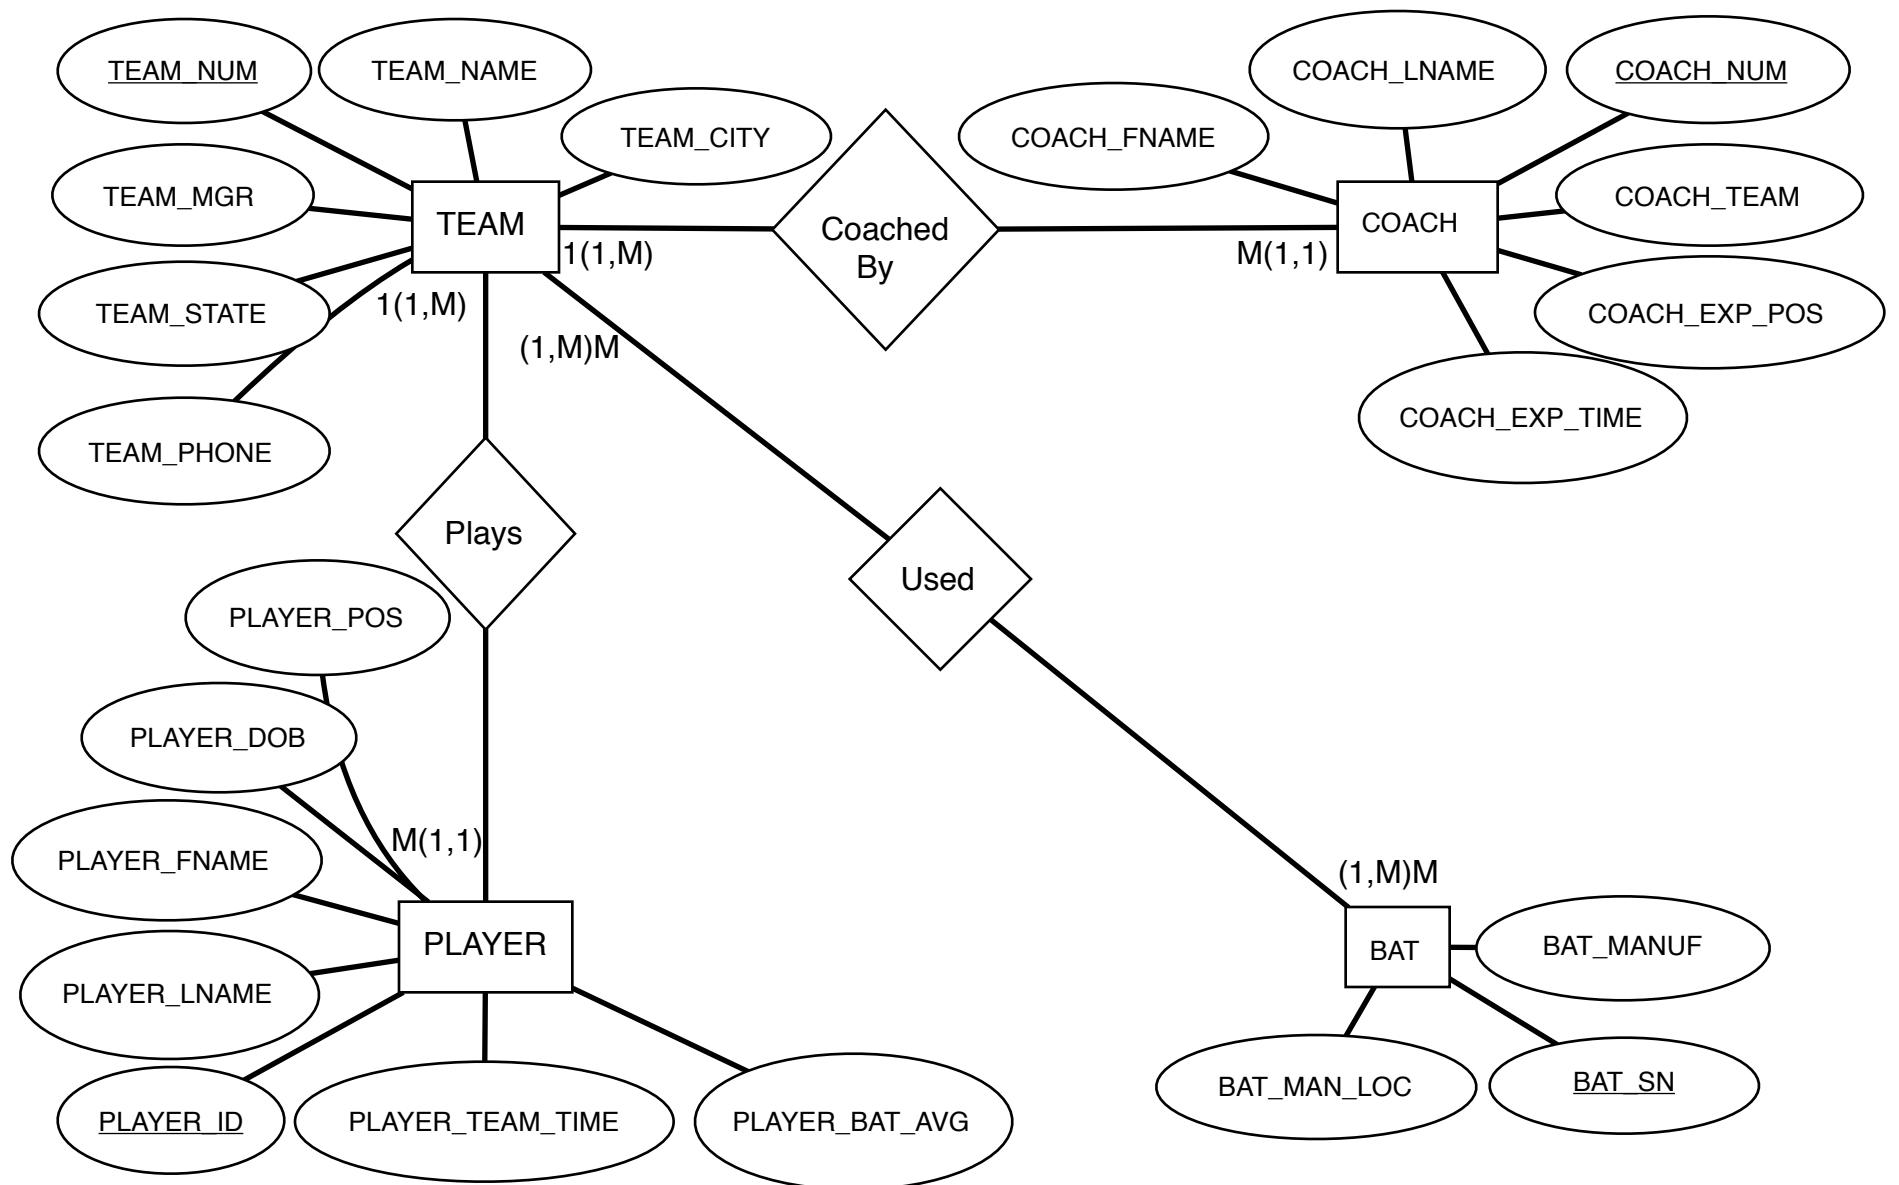 TEAM_NUM
TEAM_NAME
TEAM_CITY
TEAM_MGR
TEAM
TEAM_STATE
TEAM_PHONE
1(1,M)
1(1,M)
(1,M)M
Coached
By
M(1,1)
COACH_FNAME
COACH_LNAME
COACH_NUM
COACH
COACH_TEAM
COACH_EXP_POS
COACH_EXP_TIME
Plays
Used
PLAYER_POS
PLAYER_DOB
M(1,1)
PLAYER_FNAME
PLAYER
PLAYER_LNAME
PLAYER_ID
PLAYER_TEAM_TIME
PLAYER_BAT_AVG
(1,M)M
BAT
BAT_MANUF
BAT_MAN_LOC
BAT_SN